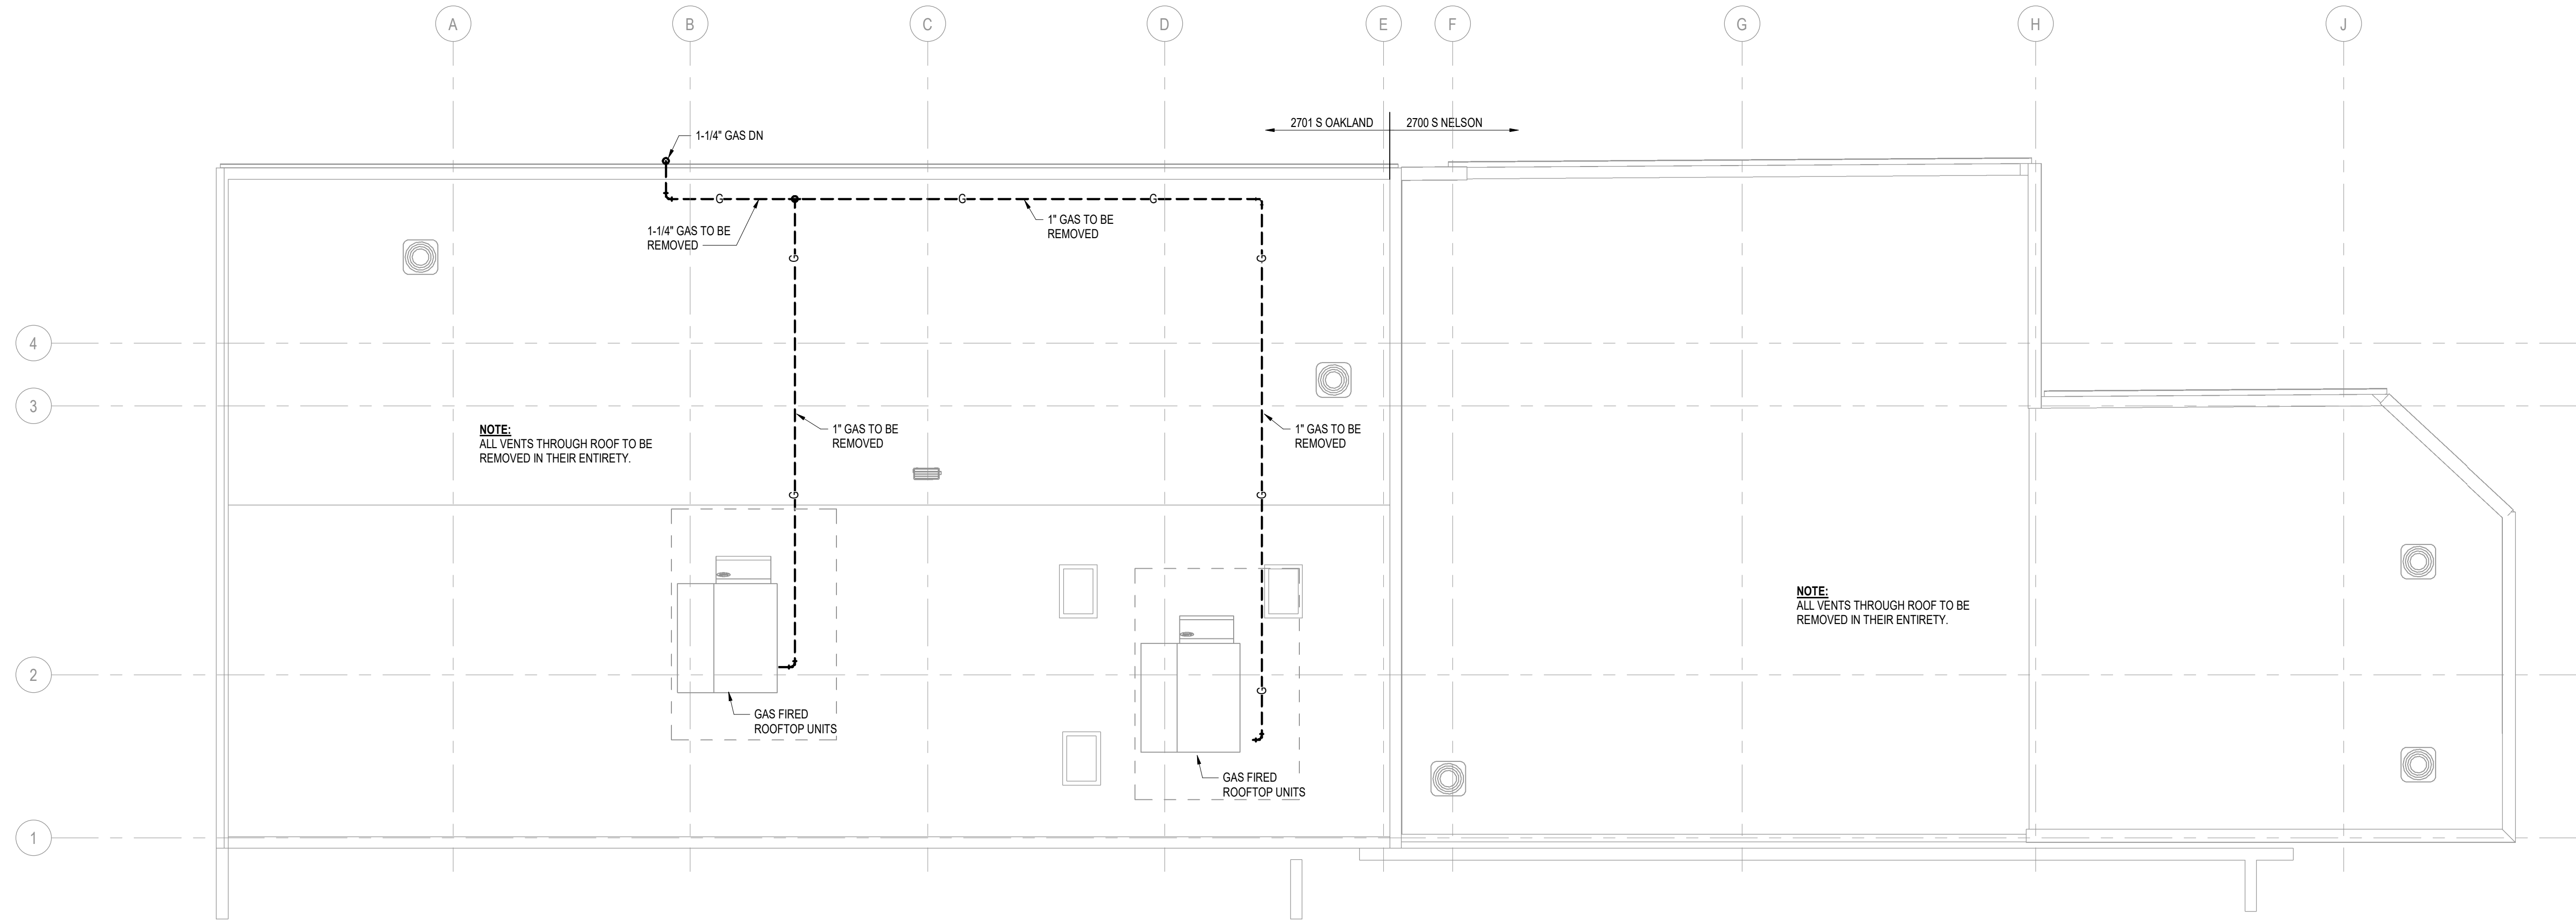 A
B
C
D
E
F
G
H
J
1-1/4" GAS DN
2701 S OAKLAND
2700 S NELSON
G
G
G
1-1/4" GAS TO BE
REMOVED
1" GAS TO BE
REMOVED
G
G
4
3
NOTE:
ALL VENTS THROUGH ROOF TO BE
REMOVED IN THEIR ENTIRETY.
1" GAS TO BE
REMOVED
1" GAS TO BE
REMOVED
G
G
NOTE:
ALL VENTS THROUGH ROOF TO BE
REMOVED IN THEIR ENTIRETY.
2
G
GAS FIRED
ROOFTOP UNITS
GAS FIRED
ROOFTOP UNITS
1